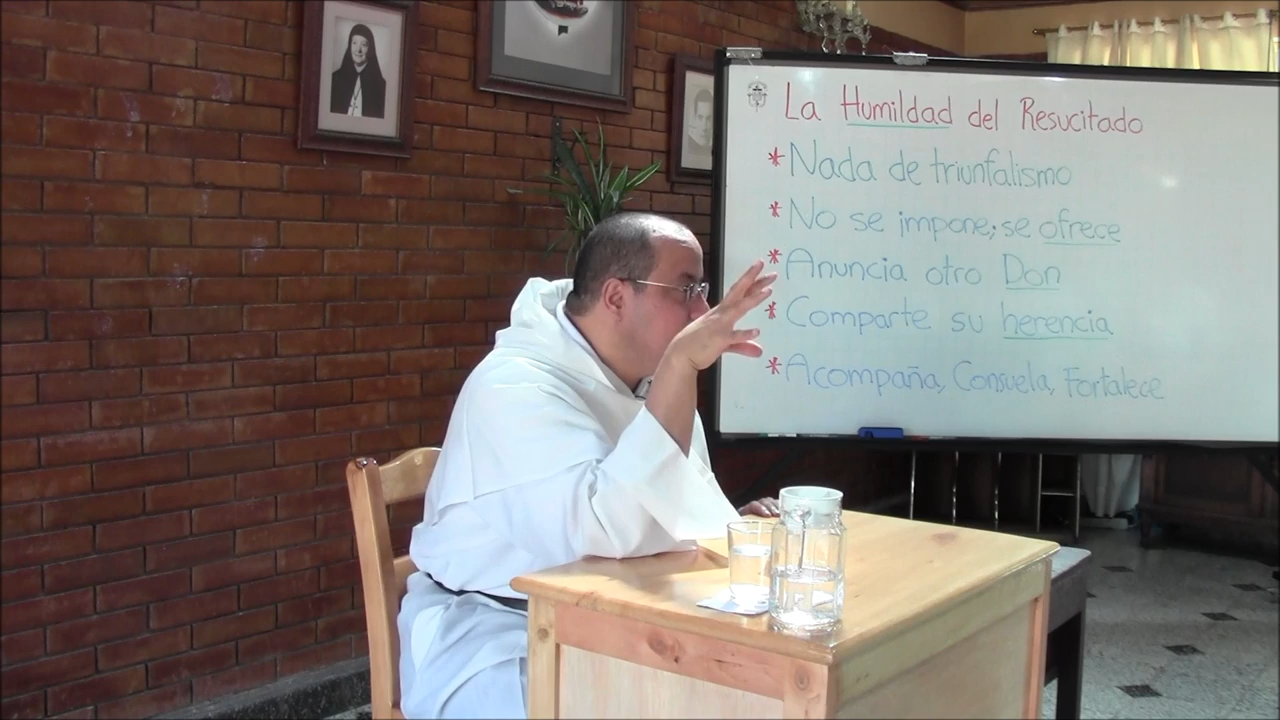 La Humildad del Resucitado
* Nada de triunfalismo
* No se impone; se ofrece
* Anuncia otro Don
* Comparte su herencia
* Acompaña, Consuela, Fortalece